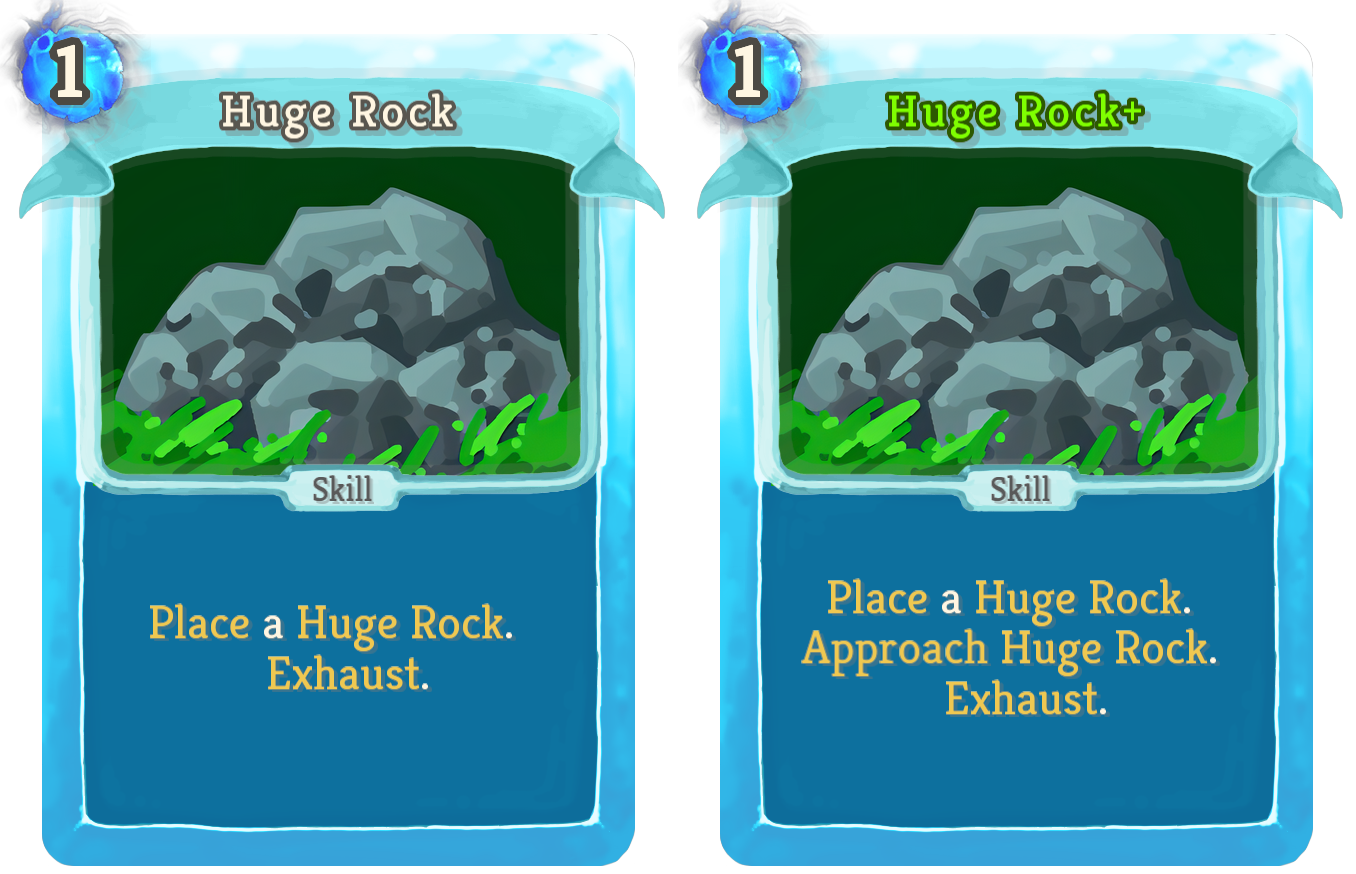 1
Huge Rock
Skill
Place a Huge Rock.
Exhaust.
1
Huge Rock+
Skill
Place a Huge Rock.
Approach Huge Rock.
Exhaust.